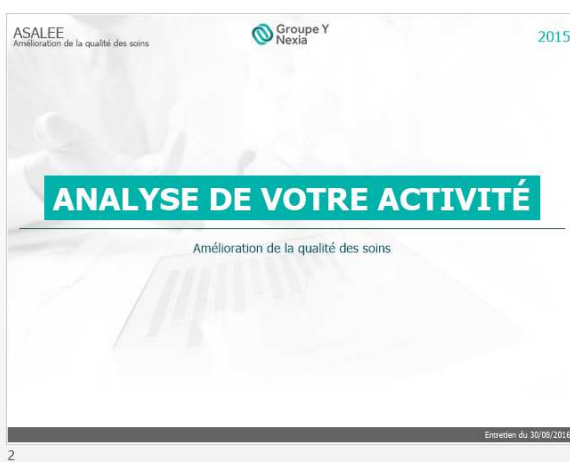 ASALEE
Amélioration de la qualité des soins
Groupe Y
Nexia
2015
ANALYSE DE VOTRE ACTIVITÉ
Amélioration de la qualité des soins
Entretien du 30/08/2016
2